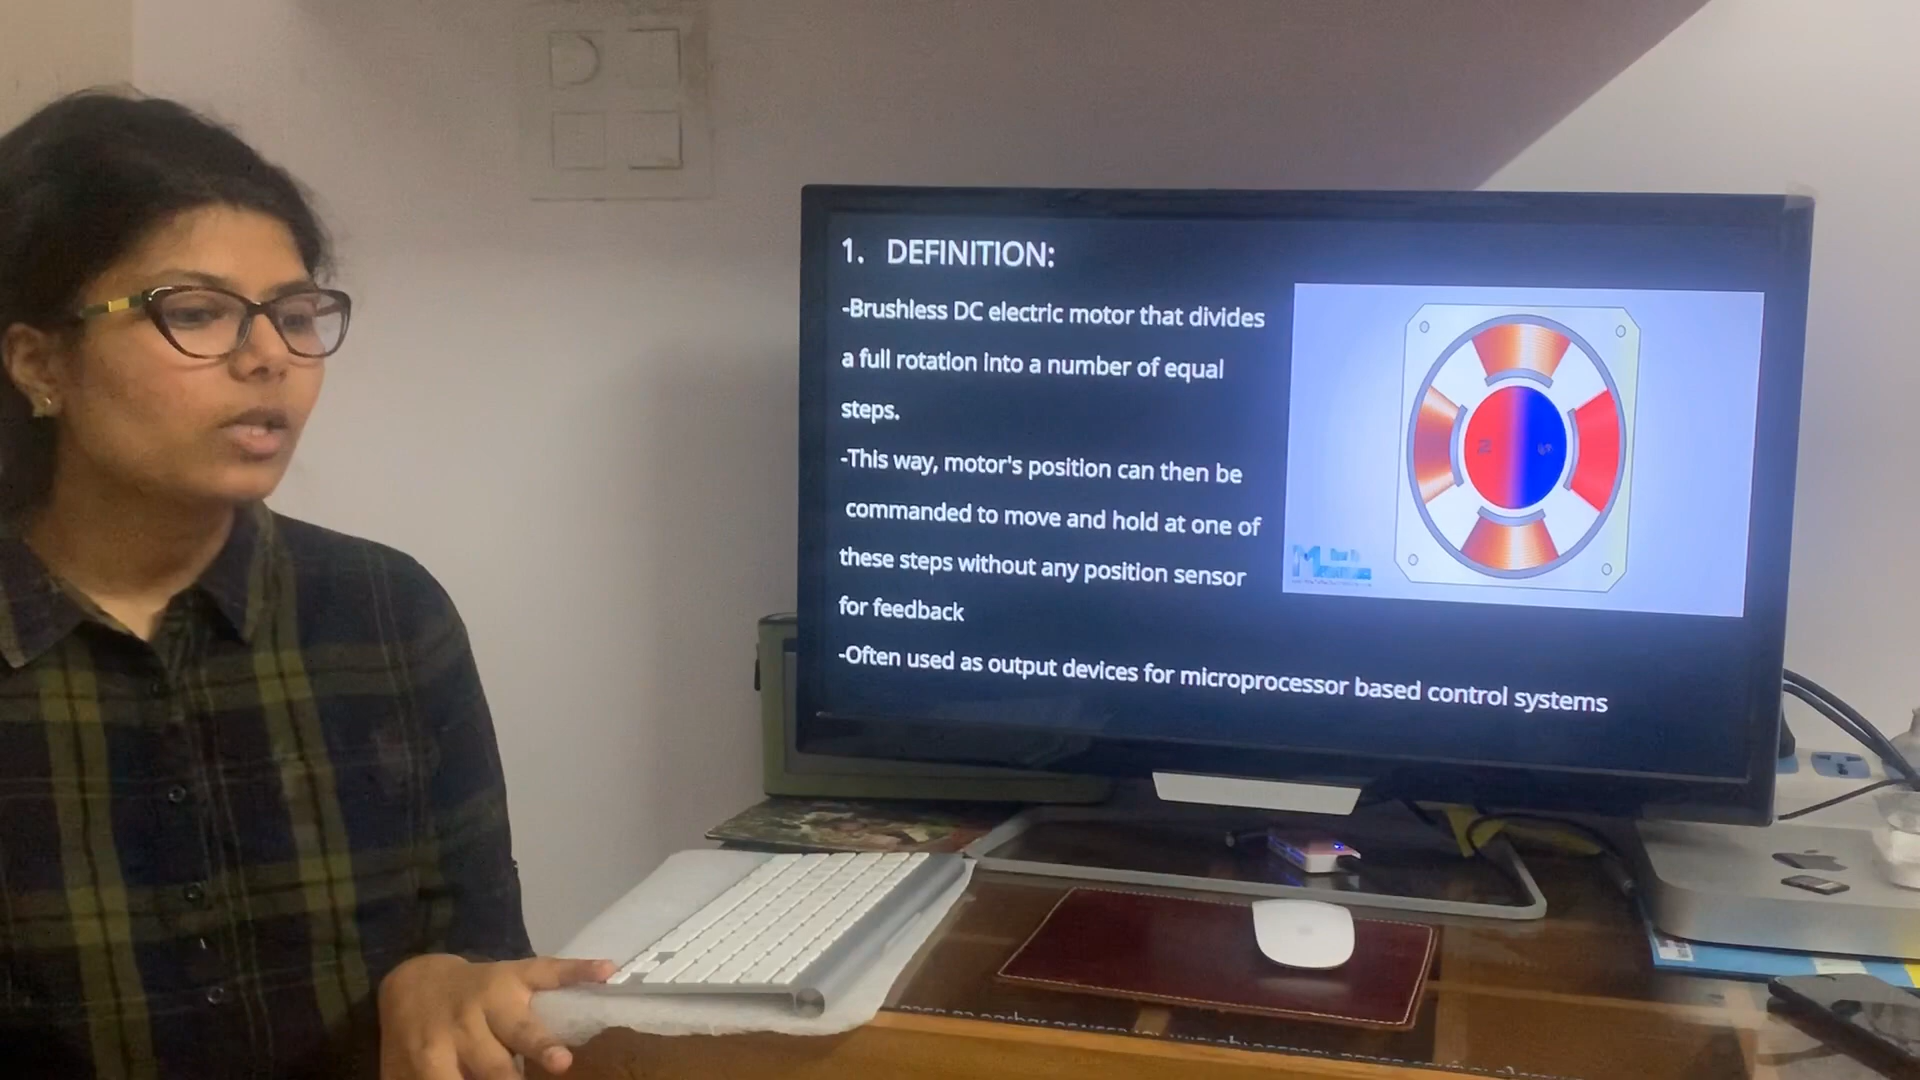 1. DEFINITION:
-Brushless DC electric motor that divides
a full rotation into a number of equal
steps.
-This way, motor's position can then be
commanded to move and hold at one of
these steps without any position sensor
for feedback
-Often used as output devices for microprocessor based control systems